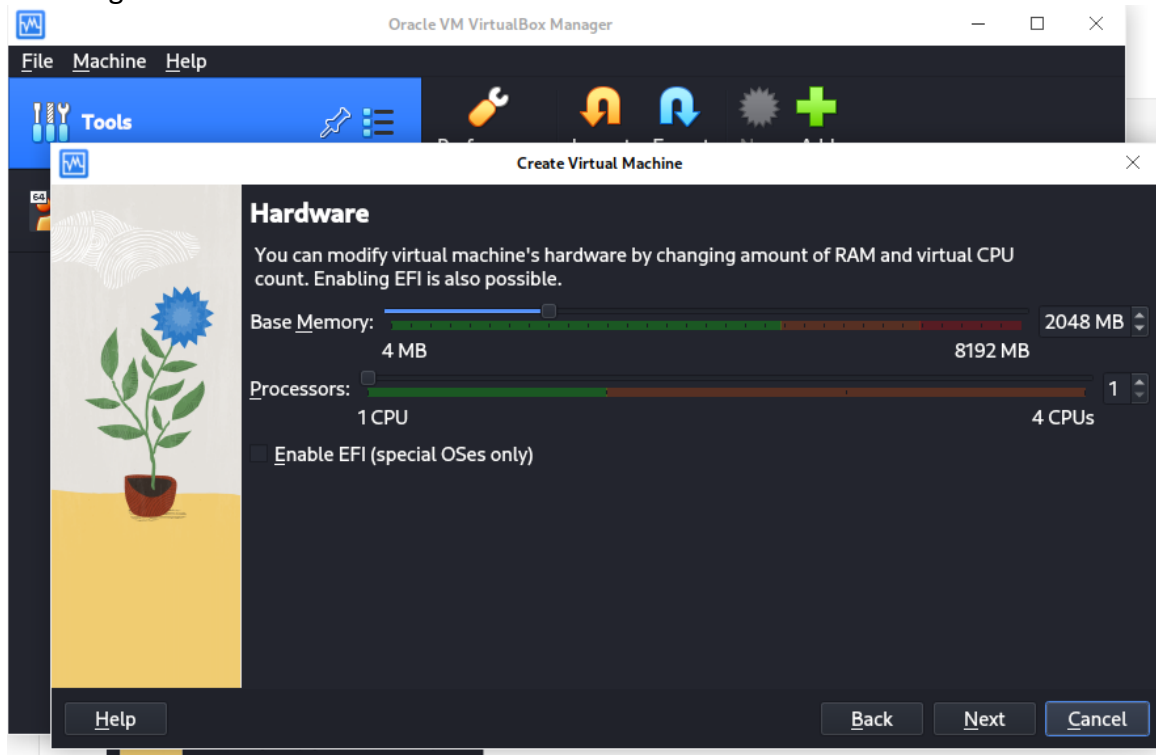 Oracle VM VirtualBox Manager
File Machine Help
Tools
64
Create Virtual Machine
Hardware
You can modify virtual machine's hardware by changing amount of RAM and virtual CPU
count. Enabling EFI is also possible.
Base Memory: 2048 MB
4 MB 8192 MB
Processors: 1
1 CPU 4 CPUs
Enable EFI (special OSes only)
Help Back Next Cancel